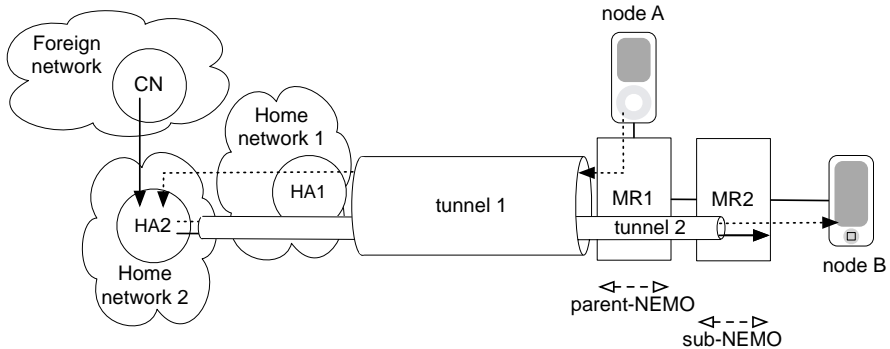 node A
Foreign
network
CN
Home
network 1
HA1
tunnel 1
MR1
MR2
HA2
tunnel 2
Home
network 2
node B
parent-NEMO
sub-NEMO